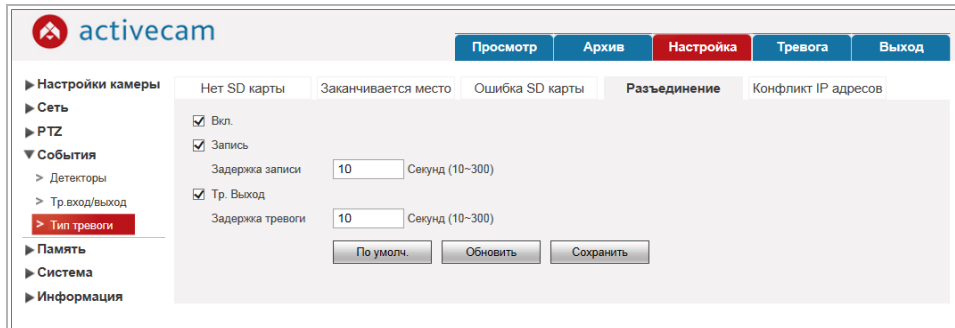 activecam
Просмотр Архив Настройка Тревога Выход
Настройки камеры
Сеть
PTZ
События
> Детекторы
> Тр.вход/выход
> Тип тревоги
Память
Система
Информация
Нет SD карты Заканчивается место Ошибка SD карты Разъединение Конфликт IP адресов
Вкл.
Запись
Задержка записи 10 Секунд (10~300)
Тр. Выход
Задержка тревоги 10 Секунд (10~300)
По умолч. Обновить Сохранить